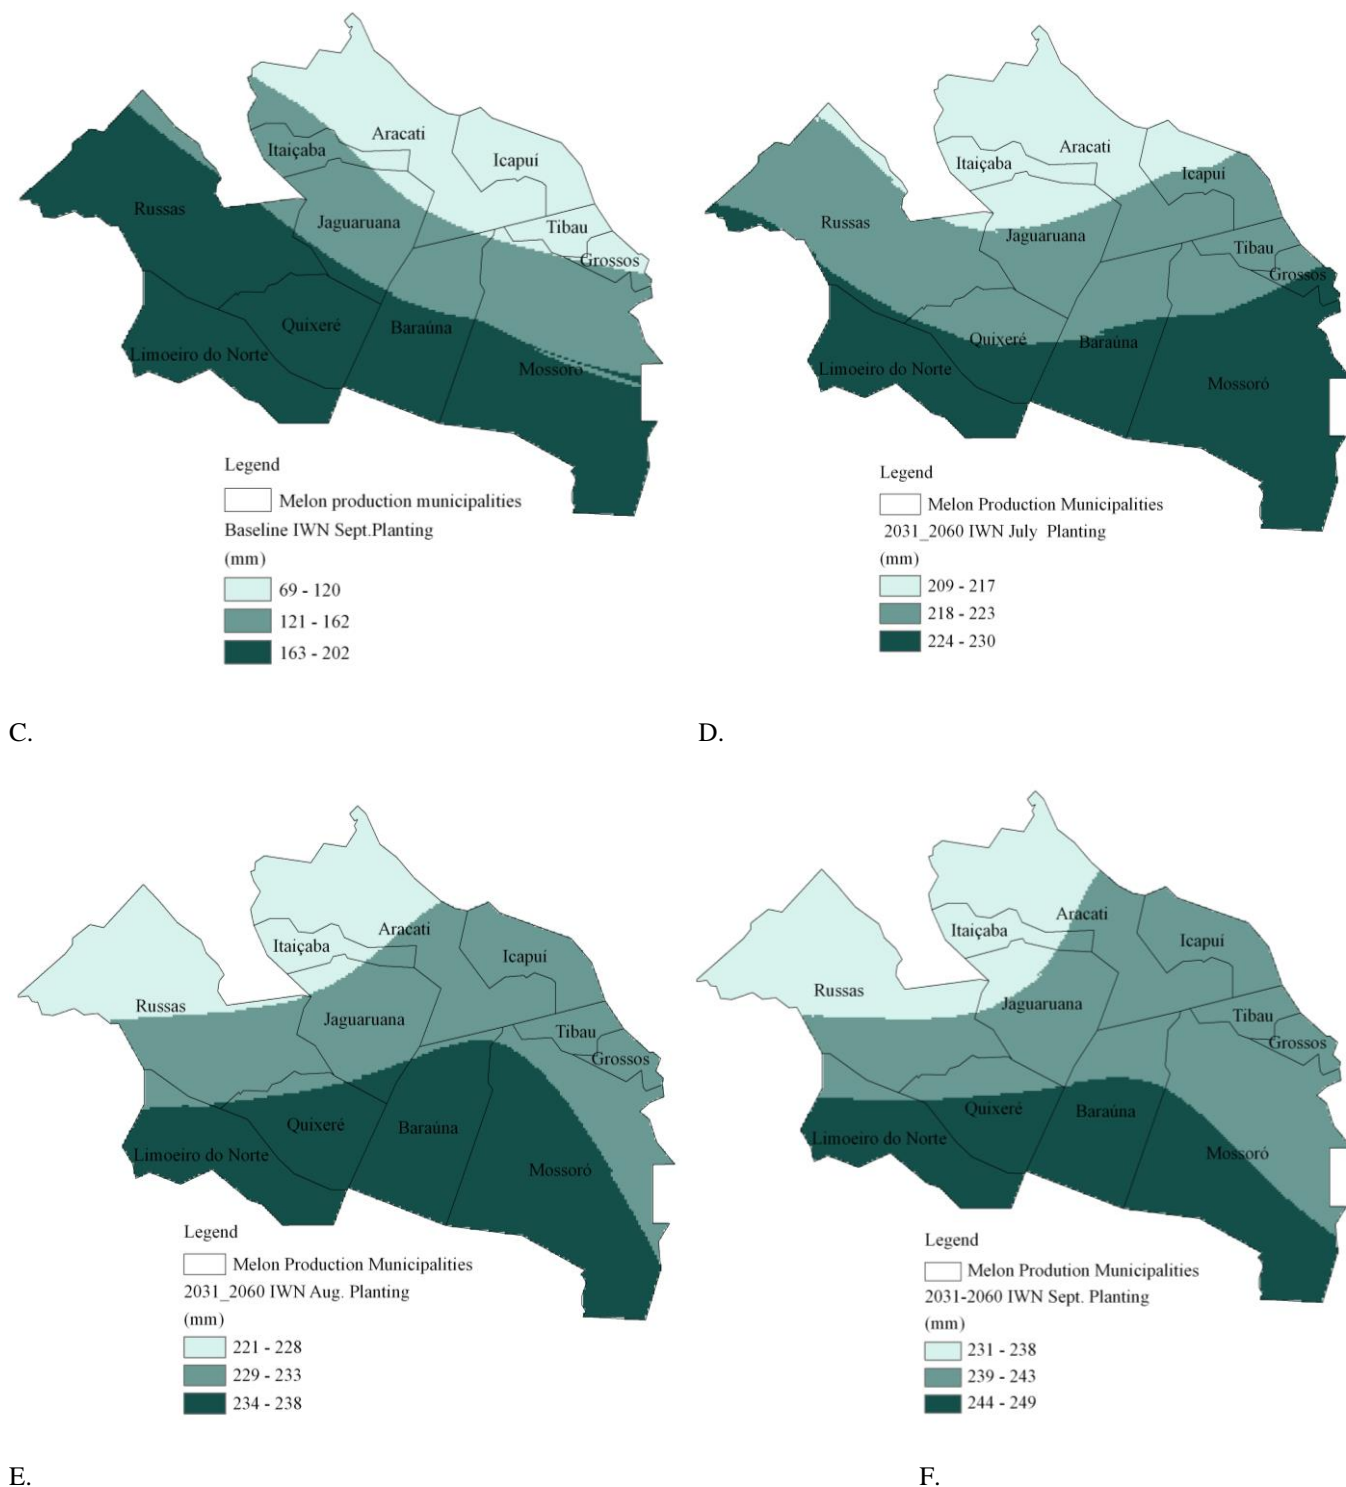 Aracati
Itaiçaba
Icapuí
Russas
Jaguaruana
Tibau
Grossos
Quixeré
Baraúna
Limoeiro do Norte
Mossoró
Legend
Melon production municipalities
Baseline IWN Sept.Planting
(mm)
69 - 120
121 - 162
163 - 202
Aracati
Itaiçaba
Icapuí
Russas
Jaguaruana
Tibau
Grossos
Quixeré
Baraúna
Limoeiro do Norte
Mossoró
Legend
Melon Production Municipalities
2031_2060 IWN July Planting
(mm)
209 - 217
218 - 223
224 - 230
C.
D.
Aracati
Itaiçaba
Icapuí
Russas
Jaguaruana
Tibau
Grossos
Quixeré
Baraúna
Limoeiro do Norte
Mossoró
Legend
Melon Production Municipalities
2031_2060 IWN Aug. Planting
(mm)
221 - 228
229 - 233
234 - 238
Aracati
Itaiçaba
Icapuí
Russas
Jaguaruana
Tibau
Grossos
Quixeré
Baraúna
Limoeiro do Norte
Mossoró
Legend
Melon Prodution Municipalities
2031-2060 IWN Sept. Planting
(mm)
231 - 238
239 - 243
244 - 249
E.
F.